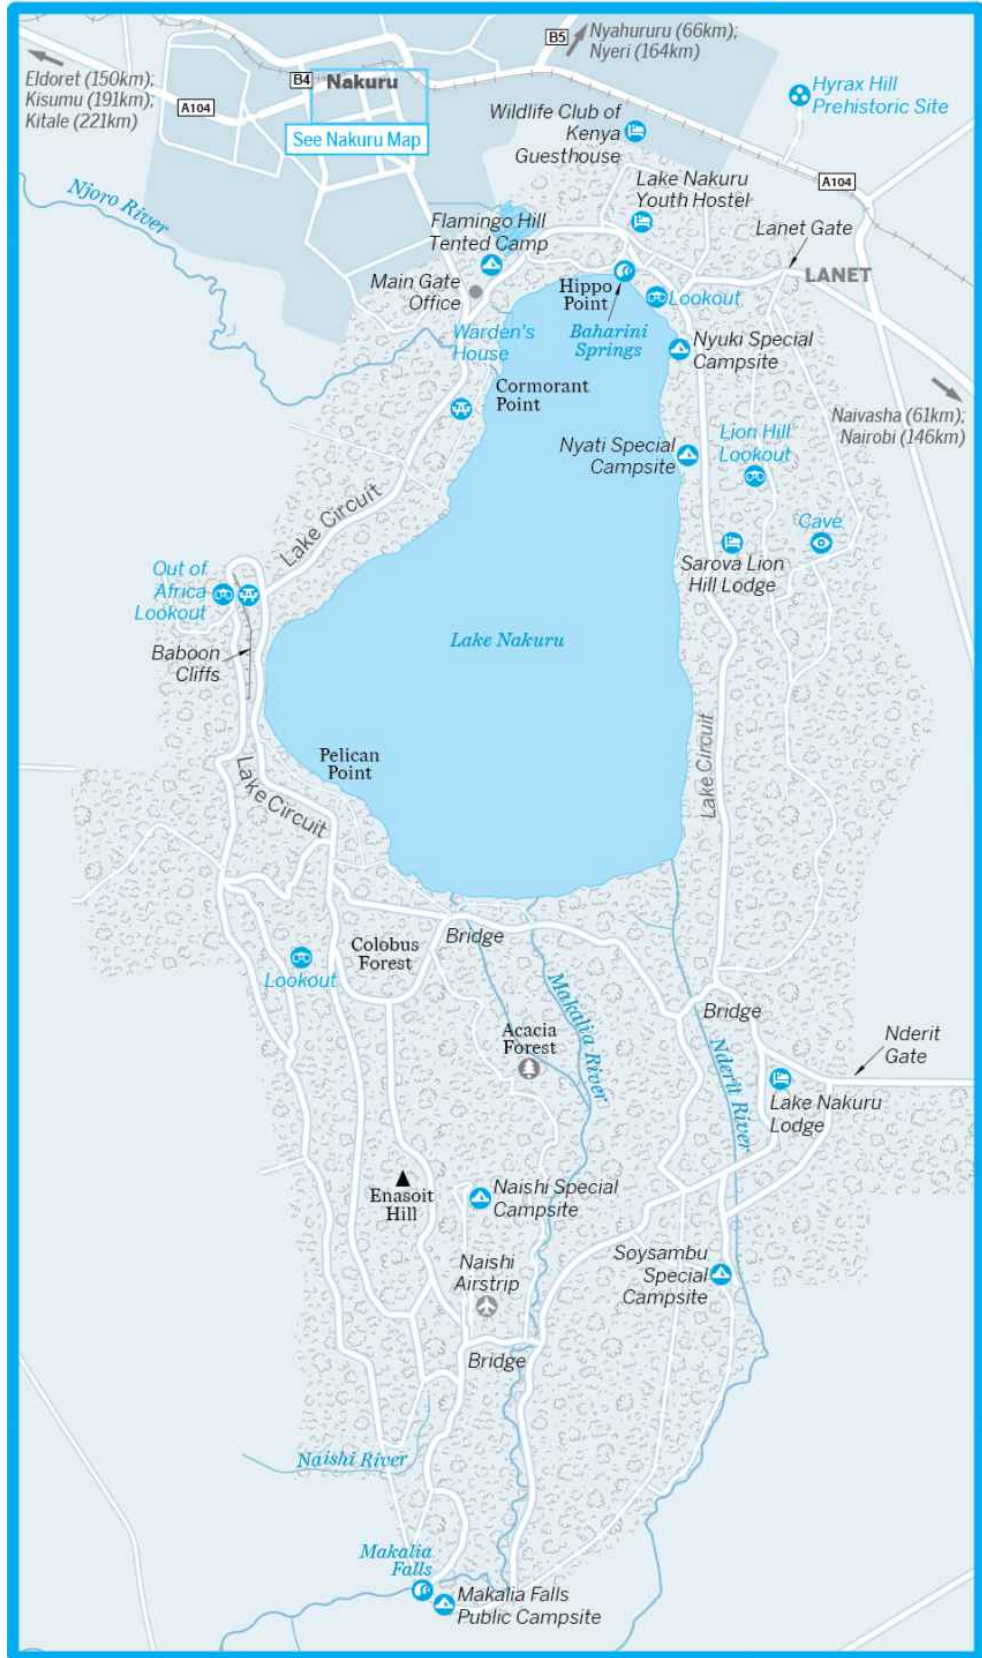 Nyahururu (66km);
Nyeri (164km)
B5
Eldoret (150km);
Kisumu (191km);
Kitale (221km)
B4
Nakuru
A104
See Nakuru Map
Hyrax Hill
Prehistoric Site
Wildlife Club of
Kenya
Guesthouse
A104
Njoro River
Lake Nakuru
Youth Hostel
Flamingo Hill
Tented Camp
Lanet Gate
LANET
Main Gate
Office
Hippo
Point
Lookout
Warden's
House
Baharini
Springs
Nyuki Special
Campsite
Cormorant
Point
Naivasha (61km);
Nairobi (146km)
Nyati Special
Campsite
Lion Hill
Lookout
Lake Circuit
Cave
Sarova Lion
Hill Lodge
Out of
Africa
Lookout
Lake Nakuru
Baboon
Cliffs
Pelican
Point
Lake Circuit
Lake Circuit
Bridge
Colobus
Forest
Lookout
Makalia River
Bridge
Acacia
Forest
Nderit River
Nderit
Gate
Lake Nakuru
Lodge
Enasoit
Hill
Naishi Special
Campsite
Soysambu
Special
Campsite
Naishi
Airstrip
Bridge
Naishi River
Makalia
Falls
Makalia Falls
Public Campsite